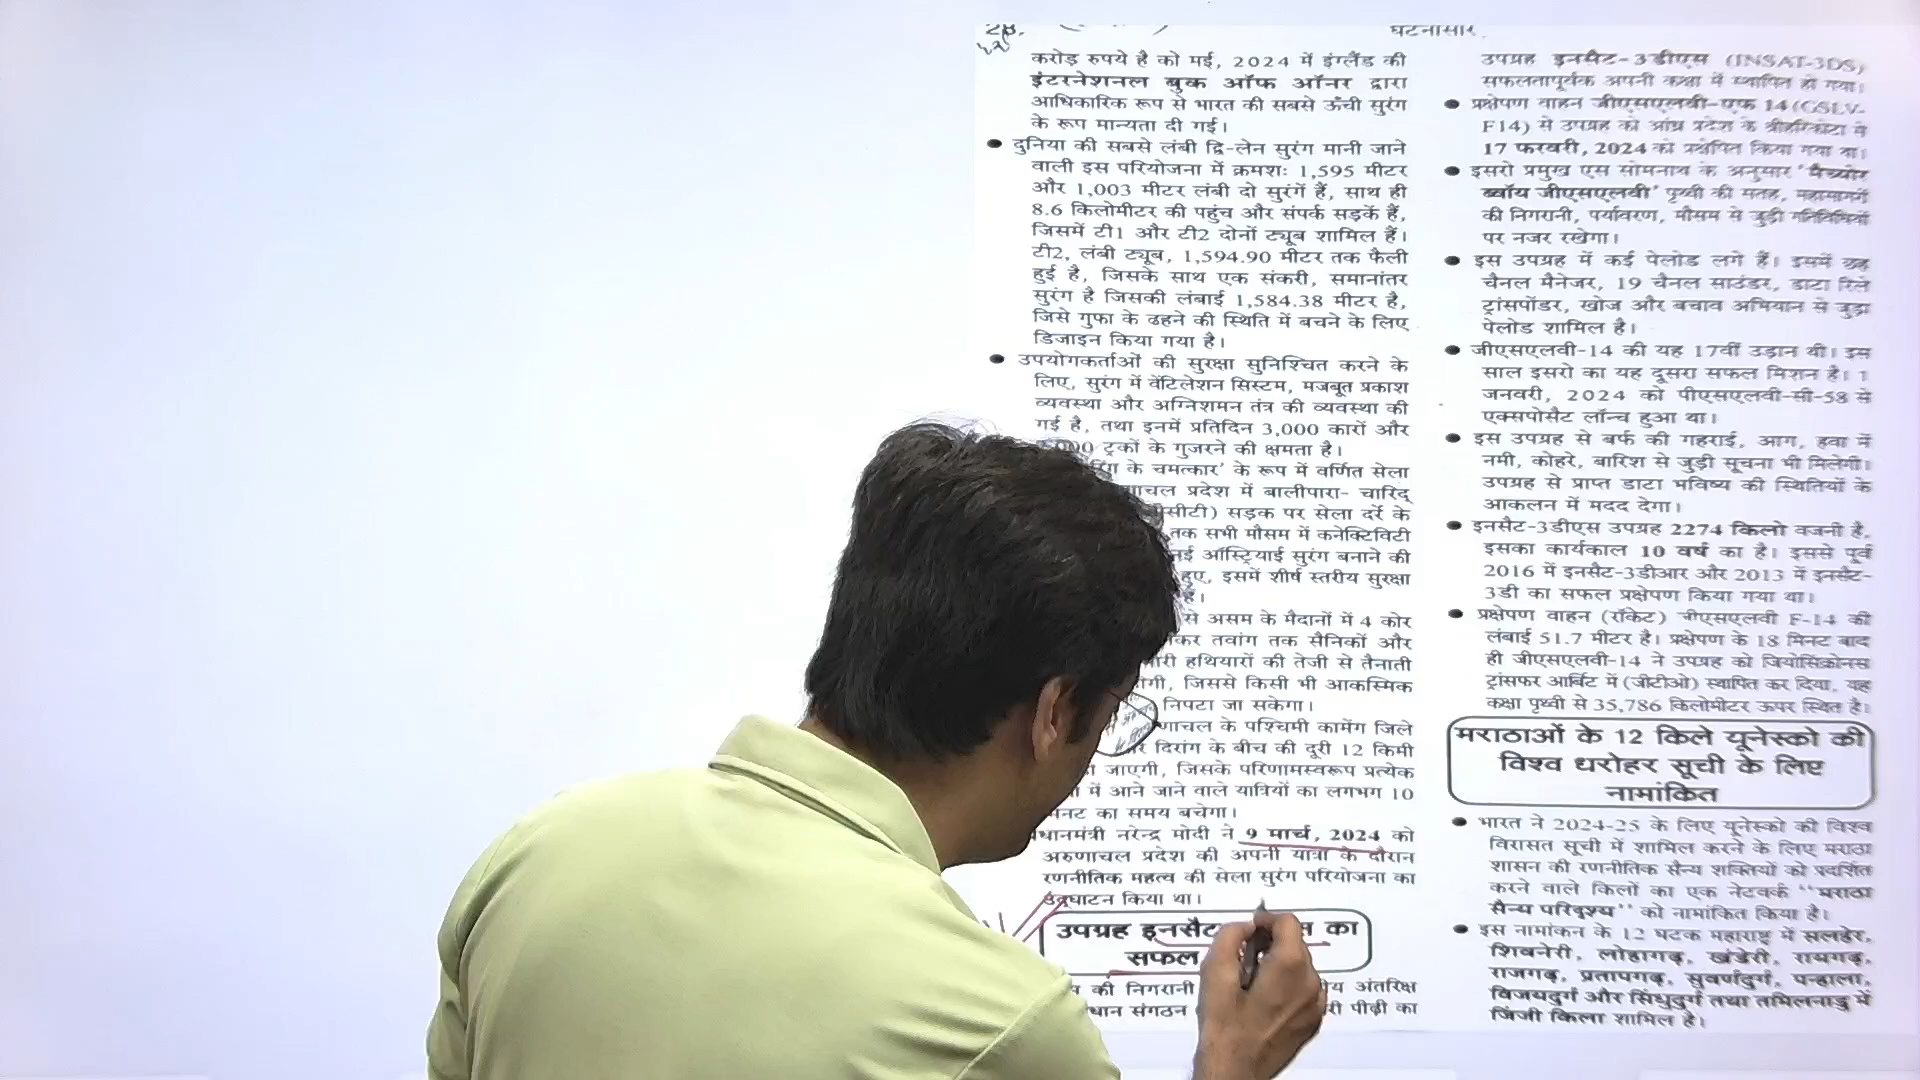 28.
घटनासार
करोड़ रुपये है को मई, 2024 में इंग्लैंड की
इंटरनेशनल बुक ऑफ ऑनर द्वारा
आधिकारिक रूप से भारत की सबसे ऊँची सुरंग
के रूप मान्यता दी गई।
● दुनिया की सबसे लंबी द्वि-लेन सुरंग मानी जाने
वाली इस परियोजना में क्रमशः 1,595 मीटर
और 1,003 मीटर लंबी दो सुरंगें हैं, साथ ही
8.6 किलोमीटर की पहुंच और संपर्क सड़कें हैं,
जिसमें टी1 और टी2 दोनों ट्यूब शामिल हैं।
टी2, लंबी ट्यूब, 1,594.90 मीटर तक फैली
हुई है, जिसके साथ एक संकरी, समानांतर
सुरंग है जिसकी लंबाई 1,584.38 मीटर है,
जिसे गुफा के ढहने की स्थिति में बचने के लिए
डिजाइन किया गया है।
● उपयोगकर्ताओं की सुरक्षा सुनिश्चित करने के
लिए, सुरंग में वेंटिलेशन सिस्टम, मजबूत प्रकाश
व्यवस्था और अग्निशमन तंत्र की व्यवस्था की
गई है, तथा इनमें प्रतिदिन 3,000 कारों और
ट्रकों के गुजरने की क्षमता है।
के चमत्कार' के रूप में वर्णित सेला
प्रदेश में बालीपारा- चारिद्
सड़क पर सेला दर्रे के
तक सभी मौसम में कनेक्टिविटी
नई ऑस्ट्रियाई सुरंग बनाने की
हुए, इसमें शीर्ष स्तरीय सुरक्षा
है।
से असम के मैदानों में 4 कोर
तवांग तक सैनिकों और
हथियारों की तेजी से तैनाती
जिससे किसी भी आकस्मिक
निपटा जा सकेगा।
के पश्चिमी कामेंग जिले
दिरांग के बीच की दूरी 12 किमी
जाएगी, जिसके परिणामस्वरूप प्रत्येक
में आने जाने वाले यात्रियों का लगभग 10
का समय बचेगा।
नरेन्द्र मोदी ने 9 मार्च, 2024 को
अरुणाचल प्रदेश की अपनी यात्रा के दौरान
रणनीतिक महत्व की सेला सुरंग परियोजना का
उद्घाटन किया था।
उपग्रह का
सफल
की निगरानी अंतरिक्ष
संगठन पीढ़ी का
उपग्रह इनसैट-3डीएस (INSAT-3DS)
सफलतापूर्वक अपनी कक्षा में स्थापित हो गया।
● प्रक्षेपण वाहन जीएसएलवी-एफ 14 (GSLV-
F14) से उपग्रह को आंध्र प्रदेश के श्रीहरिकोटा से
17 फरवरी, 2024 को प्रक्षेपित किया गया था।
● इसरो प्रमुख एस सोमनाथ के अनुसार 'मैच्योर
ब्वॉय जीएसएलवी' पृथ्वी की सतह, महासागरों
की निगरानी, पर्यावरण, मौसम से जुड़ी गतिविधियों
पर नजर रखेगा।
● इस उपग्रह में कई पेलोड लगे हैं। इसमें छह
चैनल मैनेजर, 19 चैनल साउंडर, डाटा रिले
ट्रांसपोंडर, खोज और बचाव अभियान से जुड़ा
पेलोड शामिल है।
● जीएसएलवी-14 की यह 17वीं उड़ान थी। इस
साल इसरो का यह दूसरा सफल मिशन है। 1
जनवरी, 2024 को पीएसएलवी-सी-58 से
एक्सपोसैट लॉन्च हुआ था।
● इस उपग्रह से बर्फ की गहराई, आग, हवा में
नमी, कोहरे, बारिश से जुड़ी सूचना भी मिलेगी।
उपग्रह से प्राप्त डाटा भविष्य की स्थितियों के
आकलन में मदद देगा।
● इनसैट-3डीएस उपग्रह 2274 किलो वजनी है,
इसका कार्यकाल 10 वर्ष का है। इससे पूर्व
2016 में इनसैट-3डीआर और 2013 में इनसैट-
3डी का सफल प्रक्षेपण किया गया था।
● प्रक्षेपण वाहन (रॉकेट) जीएसएलवी F-14 की
लंबाई 51.7 मीटर है। प्रक्षेपण के 18 मिनट बाद
ही जीएसएलवी-14 ने उपग्रह को जियोसिंक्रोनस
ट्रांसफर आर्बिट में (जीटीओ) स्थापित कर दिया, यह
कक्षा पृथ्वी से 35,786 किलोमीटर ऊपर स्थित है।
मराठाओं के 12 किले यूनेस्को की
विश्व धरोहर सूची के लिए
नामांकित
● भारत ने 2024-25 के लिए यूनेस्को की विश्व
विरासत सूची में शामिल करने के लिए मराठा
शासन की रणनीतिक सैन्य शक्तियों को प्रदर्शित
करने वाले किलों का एक नेटवर्क "मराठा
सैन्य परिदृश्य" को नामांकित किया है।
● इस नामांकन के 12 घटक महाराष्ट्र में सलहेर,
शिवनेरी, लोहागढ़, खंडेरी, रायगढ़,
राजगढ़, प्रतापगढ़, सुवर्णदुर्ग, पन्हाला,
विजयदुर्ग और सिंधुदुर्ग तथा तमिलनाडु में
जिंजी किला शामिल है।